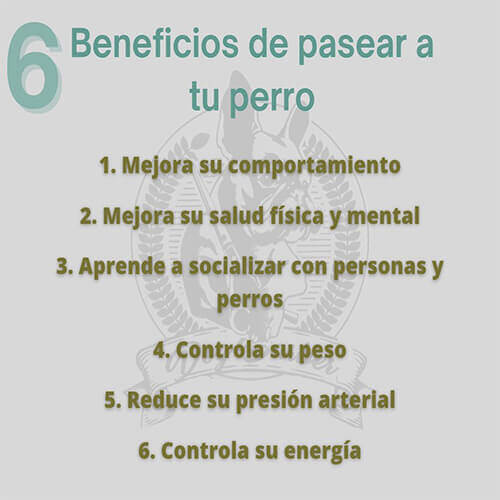 6 Beneficios de pasear a
tu perro
1. Mejora su comportamiento
2. Mejora su salud física y mental
3. Aprende a socializar con personas y
perros
4. Controla su peso
5. Reduce su presión arterial
6. Controla su energía